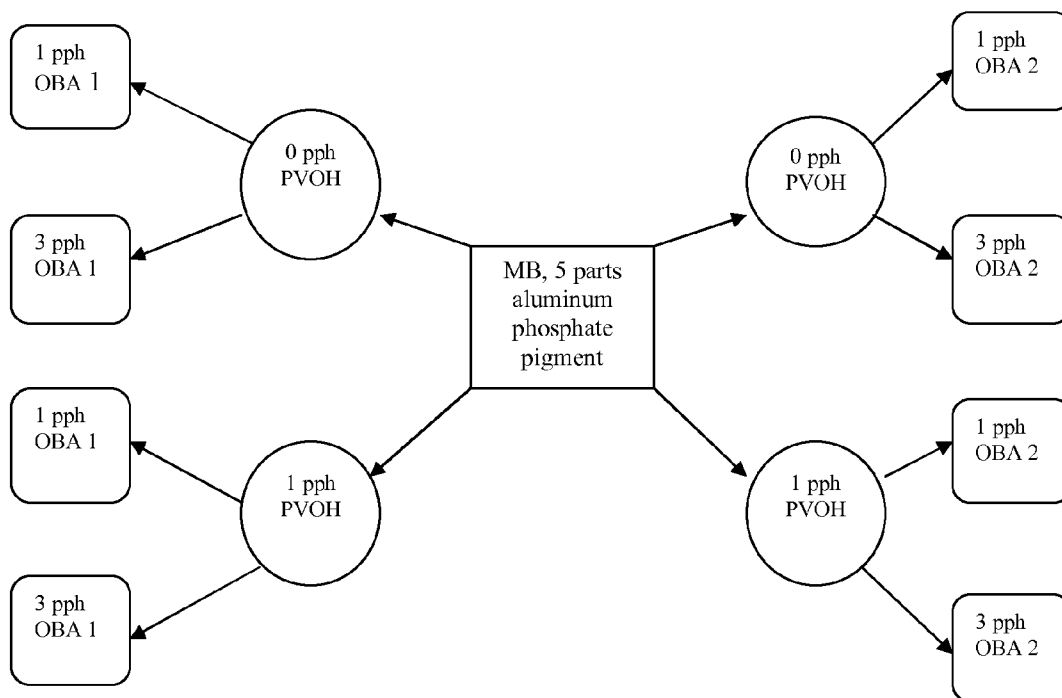 1 pph
OBA 1
3 pph
OBA 1
1 pph
OBA 1
3 pph
OBA 1
0 pph
PVOH
1 pph
PVOH
MB, 5 parts
aluminum
phosphate
pigment
0 pph
PVOH
1 pph
PVOH
1 pph
OBA 2
3 pph
OBA 2
1 pph
OBA 2
3 pph
OBA 2